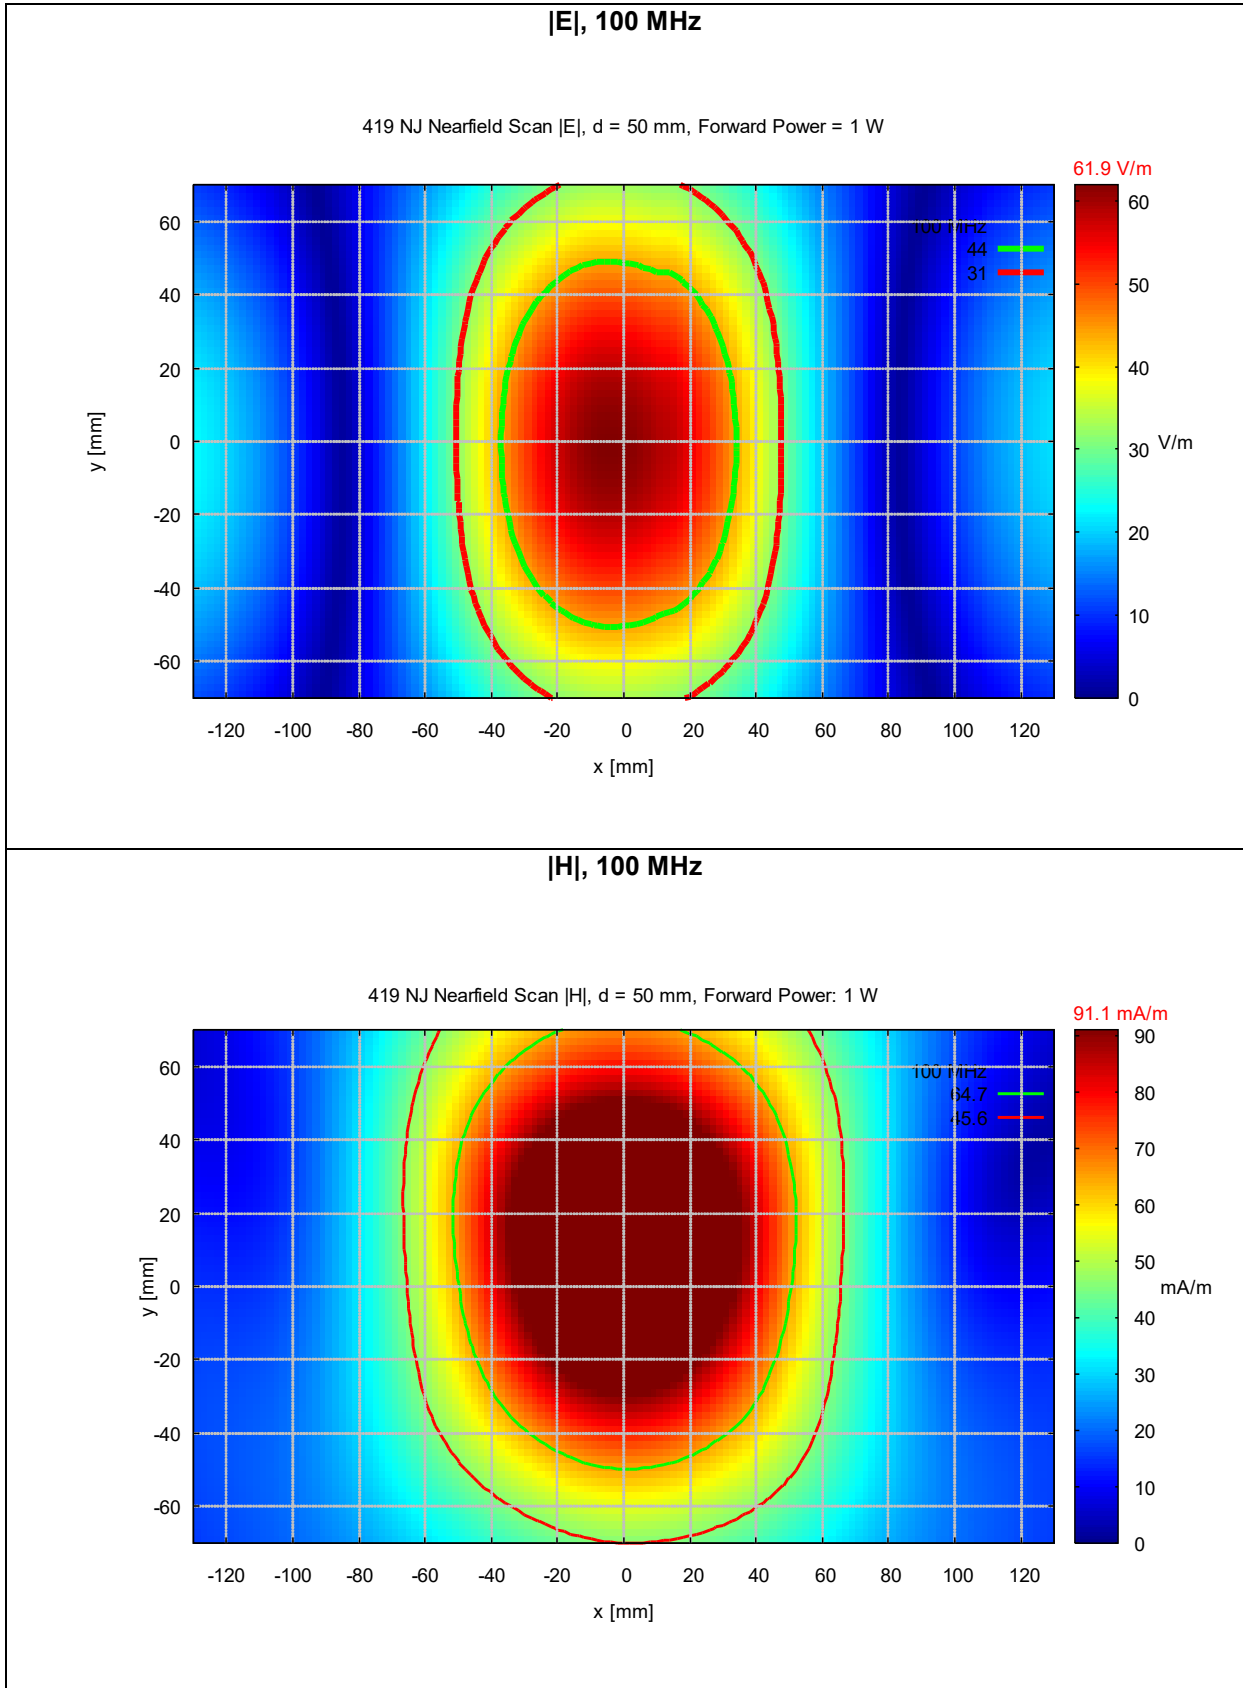 |E|, 100 MHz
419 NJ Nearfield Scan |E|, d = 50 mm, Forward Power = 1 W
61.9 V/m
100 MHz
44
31
60
40
20
0
-20
-40
-60
y [mm]
60
50
40
30
20
10
0
V/m
-120 -100 -80 -60 -40 -20 0 20 40 60 80 100 120
x [mm]
|H|, 100 MHz
419 NJ Nearfield Scan |H|, d = 50 mm, Forward Power: 1 W
91.1 mA/m
100 MHz
64.7
45.6
60
40
20
0
-20
-40
-60
y [mm]
90
80
70
60
50
40
30
20
10
0
mA/m
-120 -100 -80 -60 -40 -20 0 20 40 60 80 100 120
x [mm]